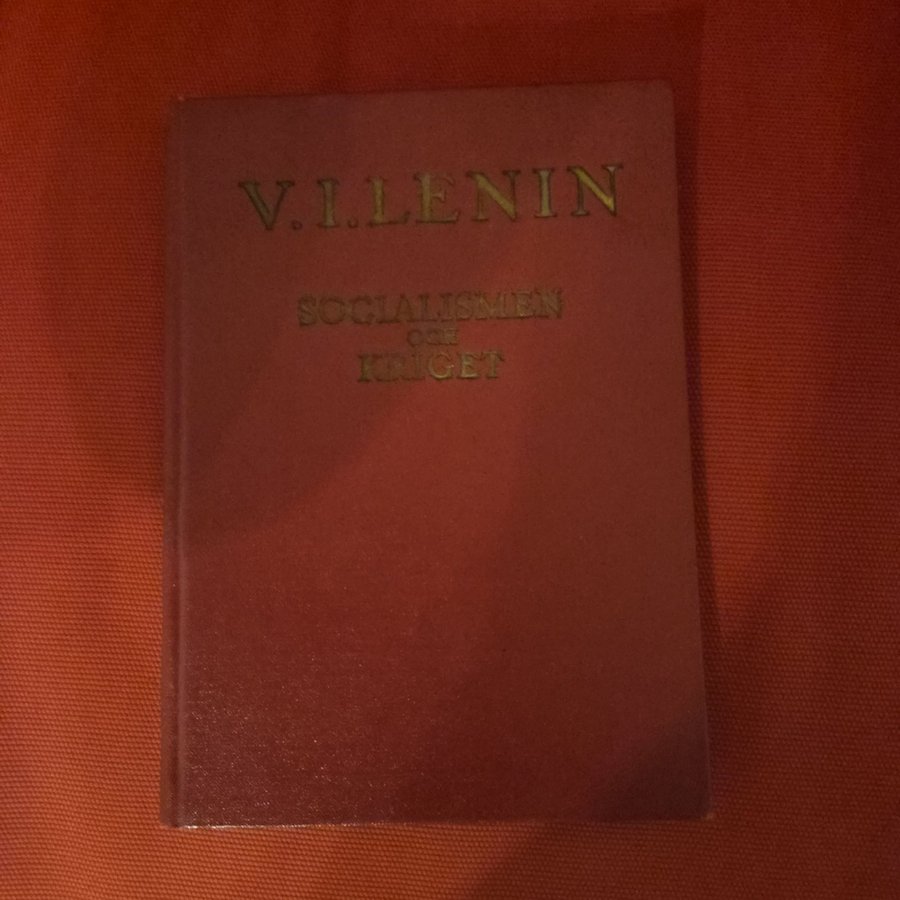 V. I. LENIN
SOCIALISMEN
OCH
KRIGET